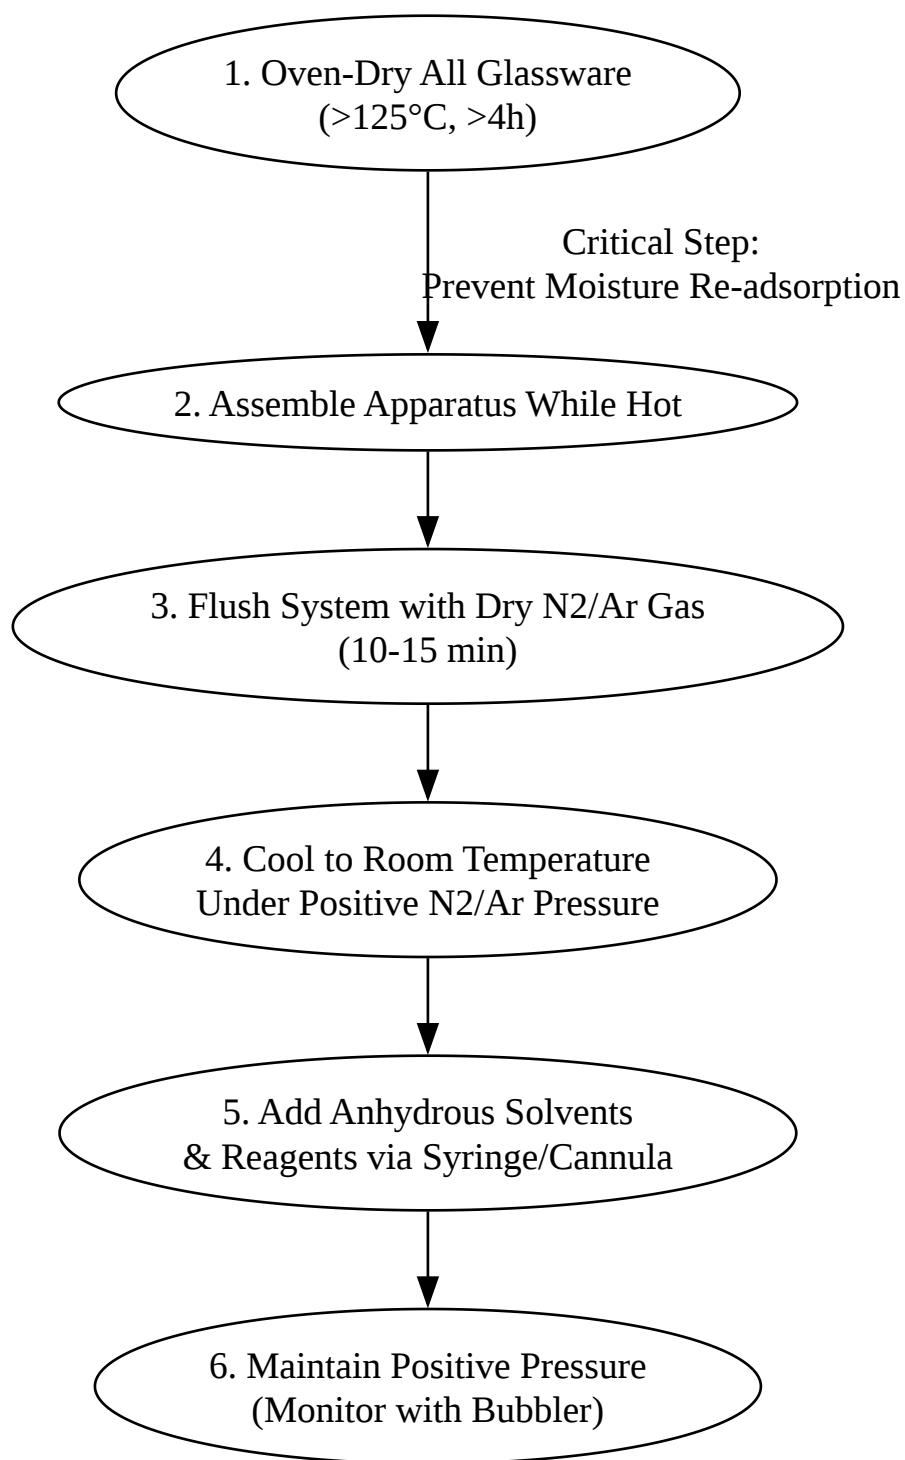 1. Oven-Dry All Glassware
(>125°C, >4h)
Critical Step:
Prevent Moisture Re-adsorption
2. Assemble Apparatus While Hot
3. Flush System with Dry N2/Ar Gas
(10-15 min)
4. Cool to Room Temperature
Under Positive N2/Ar Pressure
5. Add Anhydrous Solvents
& Reagents via Syringe/Cannula
6. Maintain Positive Pressure
(Monitor with Bubbler)